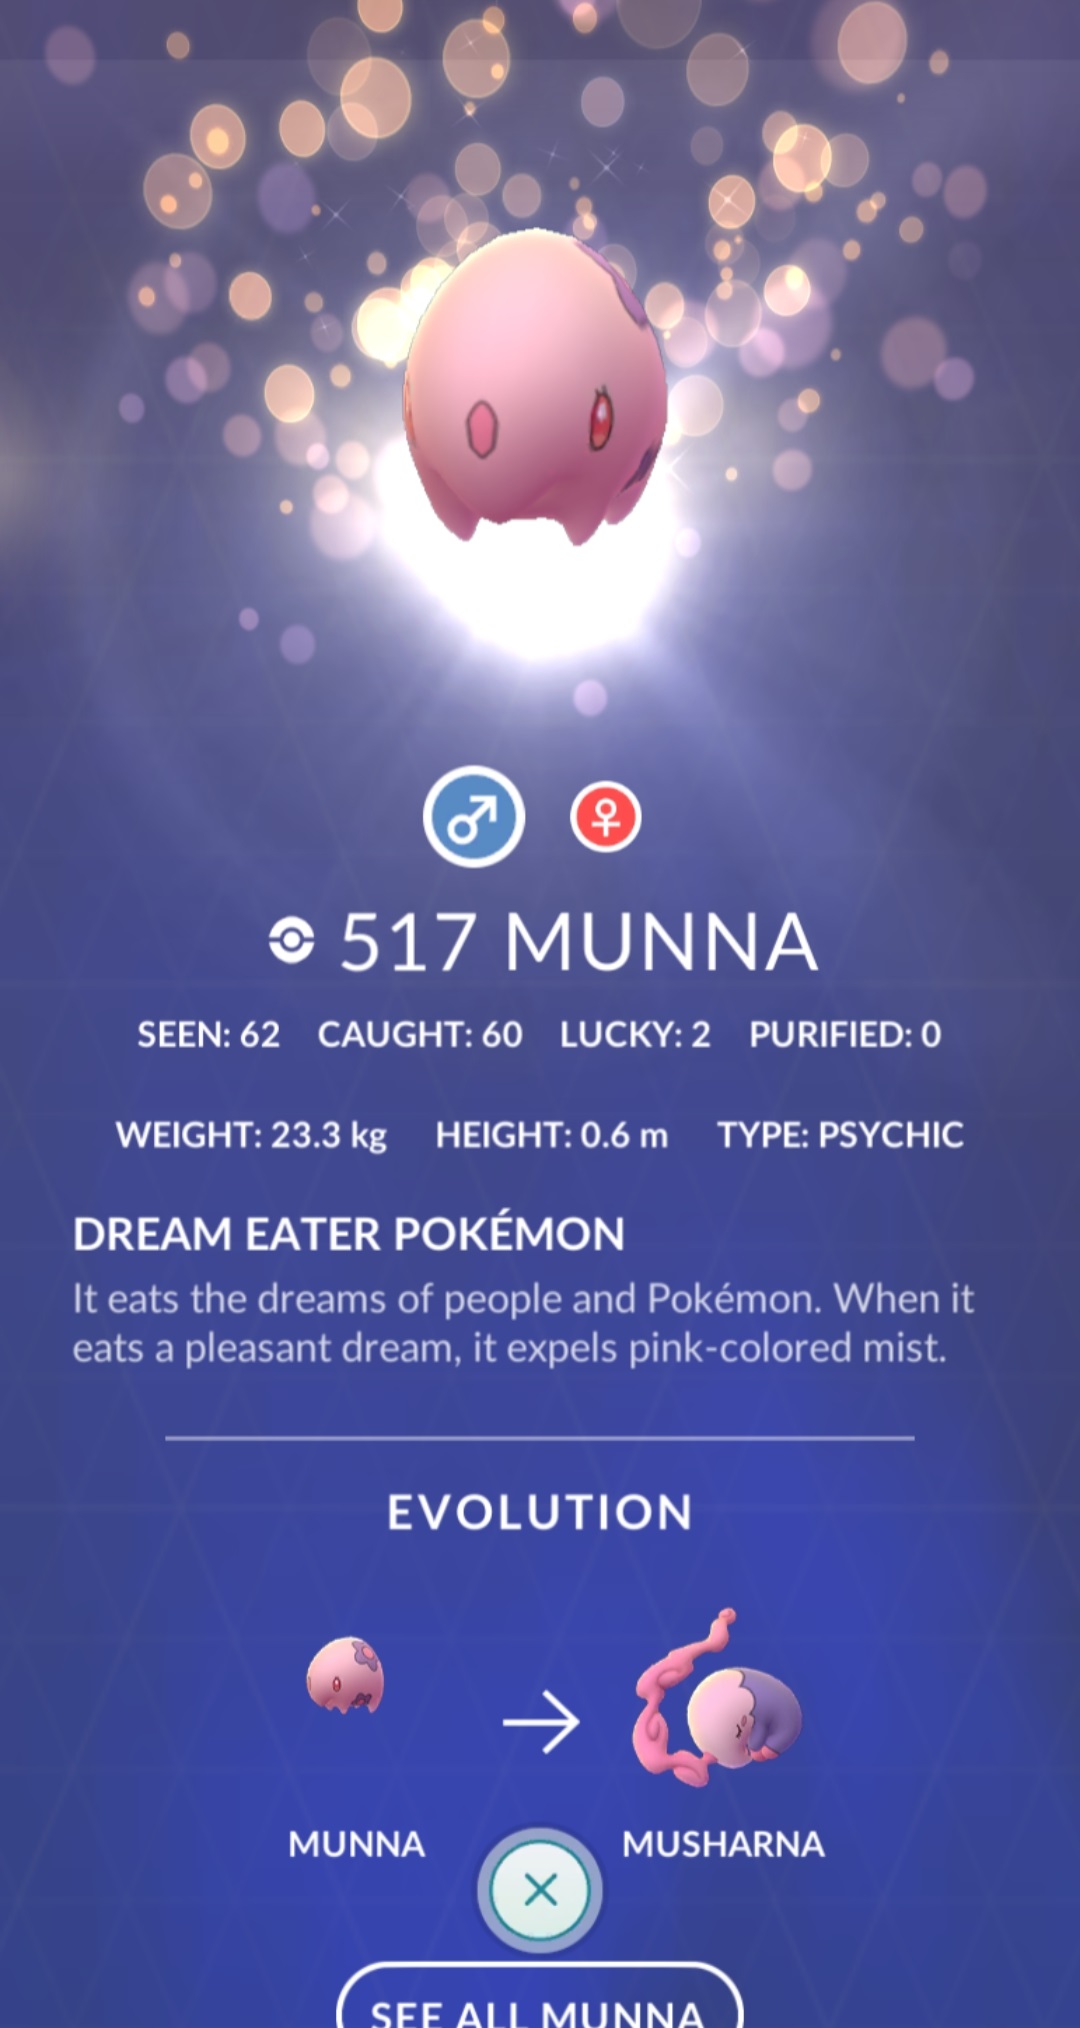 517 MUNNA
SEEN: 62 CAUGHT: 60 LUCKY: 2 PURIFIED: 0
WEIGHT: 23.3 kg HEIGHT: 0.6 m TYPE: PSYCHIC
DREAM EATER POKÉMON
It eats the dreams of people and Pokémon. When it
eats a pleasant dream, it expels pink-colored mist.
EVOLUTION
MUNNA MUSHARNA
SEE ALL MUNNA